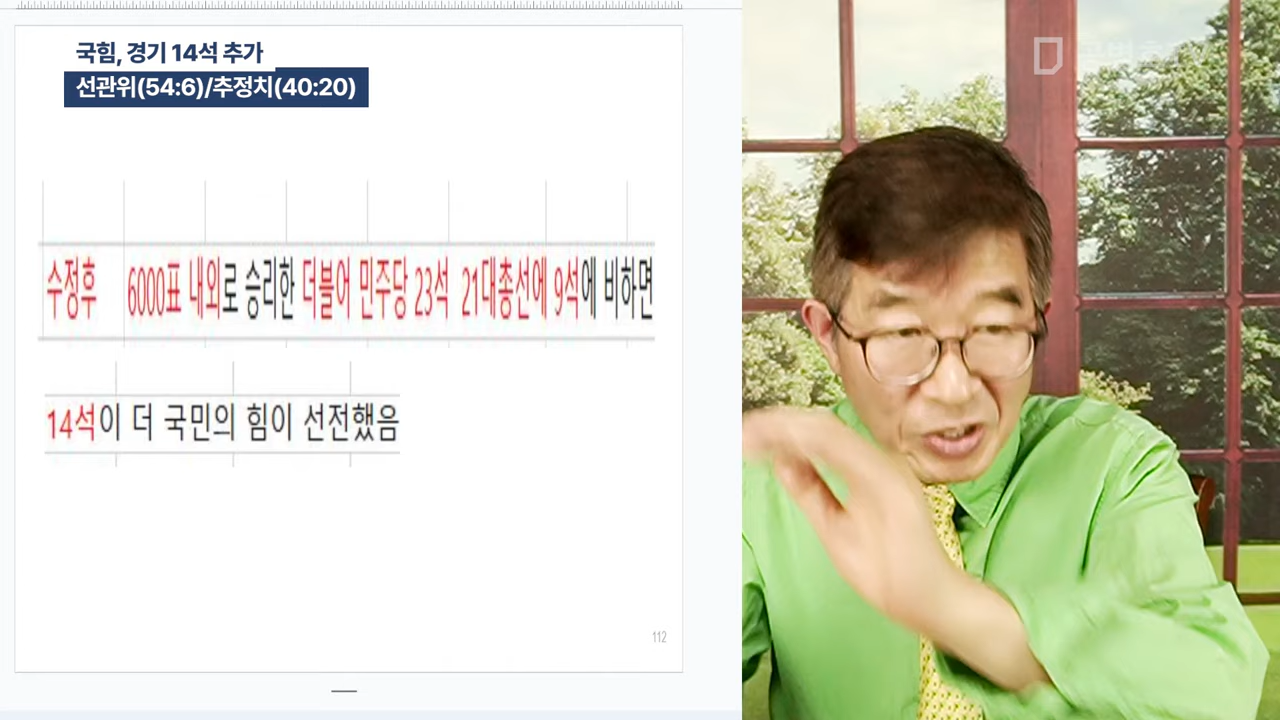 국힘, 경기 14석 추가
선관위(54:6)/추정치(40:20)
수정후 6000표 내외로 승리한 더블어 민주당 23석 21대총선에 9석에 비하면
14석이 더 국민의 힘이 선전했음
112